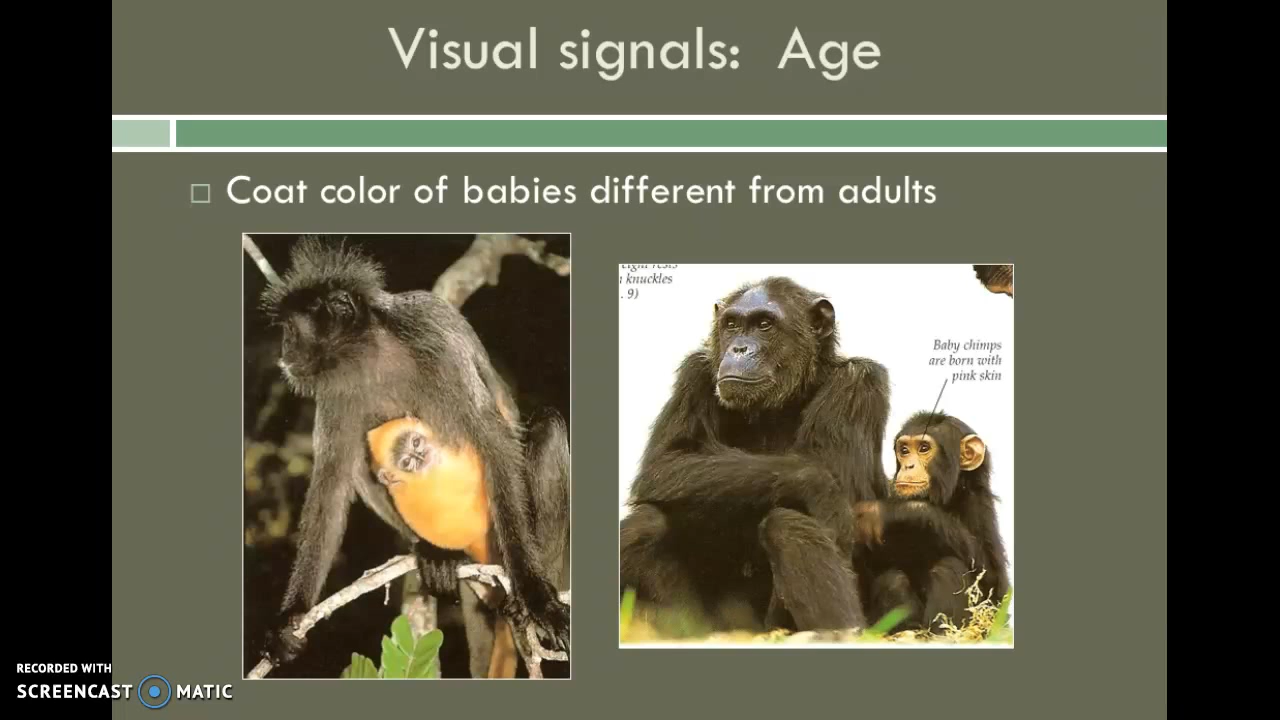 Visual signals: Age
Coat color of babies different from adults
knuckles
. 9)
Baby chimps
are born with
pink skin
RECORDED WITH
SCREENCAST MATIC